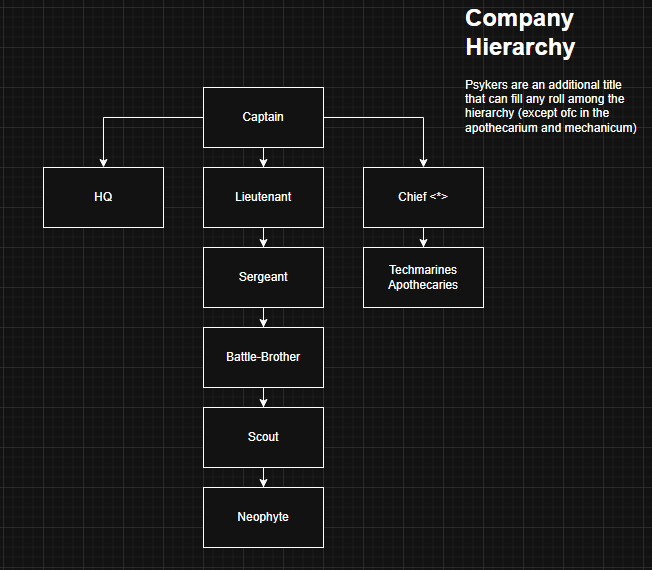 Company
Hierarchy
Psykers are an additional title
that can fill any roll among the
hierarchy (except ofc in the
apothecarium and mechanicum)
Captain
HQ
Lieutenant
Chief <*>
Sergeant
Techmarines
Apothecaries
Battle-Brother
Scout
Neophyte